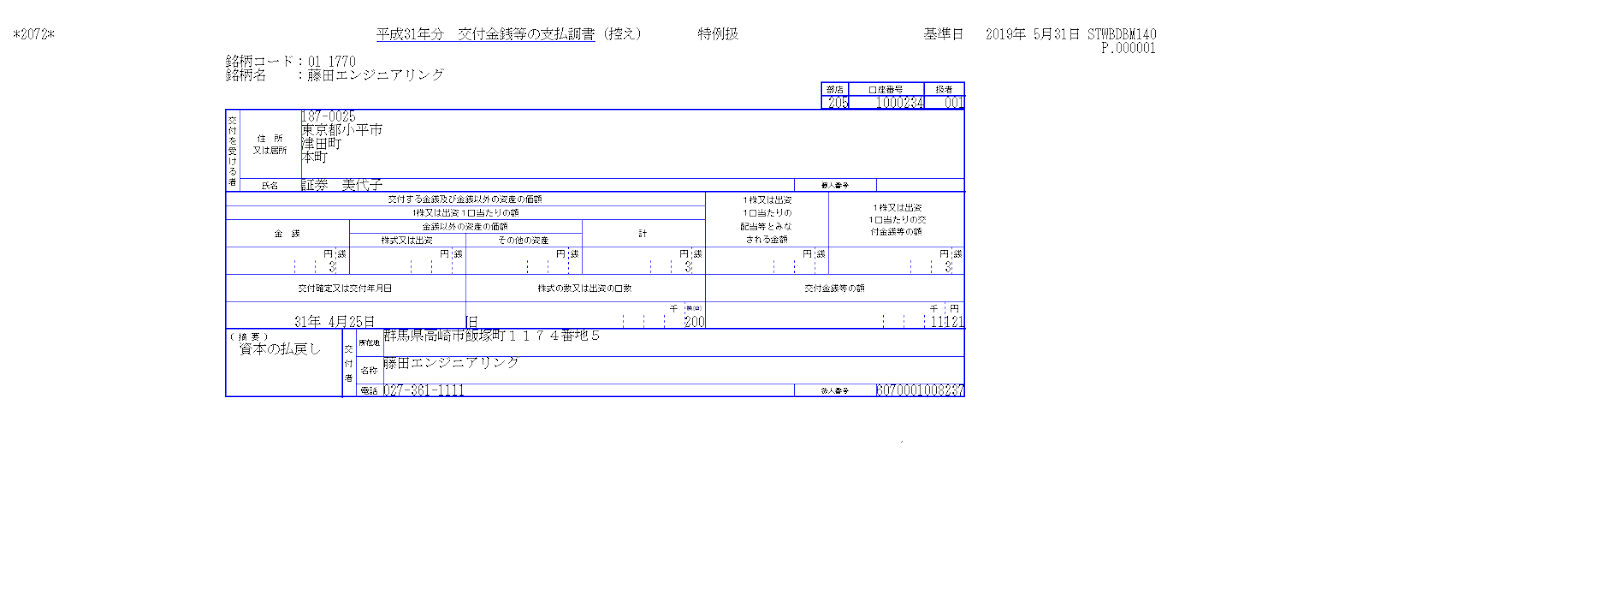 *2072*
平成31年分　交付金銭等の支払調書（控え）　特例扱
基準日　2019年 5月31日 STWBDBM140
P.000001
銘柄コード：01 1770
銘柄名　：藤田エンジニアリング
部店　口座番号　扱者
205　1000234　001
交付を受ける者
住　所
又は居所
187-0025
東京都小平市
津田町
本町
氏名　証券　美代子　個人番号
交付する金銭及び金銭以外の資産の価額
1株又は出資1口当たりの額
金　銭
金銭以外の資産の価額
株式又は出資　その他の資産
計
1株又は出資
1口当たりの
配当等とみな
される金額
1株又は出資
1口当たりの交
付金銭等の額
円 銭　円 銭　円 銭　円 銭　円 銭　円 銭
3　3　3
交付確定又は交付年月日　株式の数又は出資の口数　交付金銭等の額
千 株(口)　千 円
31年 4月25日　日　200　11121
(摘要)
資本の払戻し
交付者
所在地　群馬県高崎市飯塚町１１７４番地５
名称　藤田エンジニアリング
電話　027-361-1111　法人番号　6070001008237